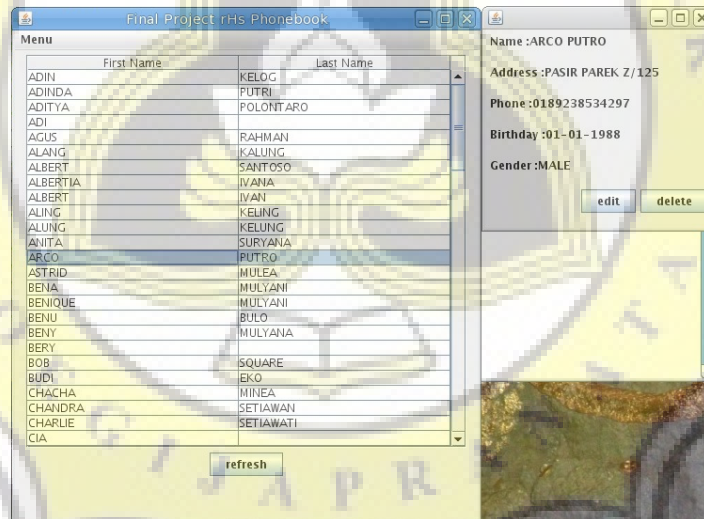 Final Project rHs Phonebook
Menu
First Name Last Name
ADIN KELOG
ADINDA PUTRI
ADITYA POLONTARO
ADI
AGUS RAHMAN
ALANG KALUNG
ALBERT SANTOSO
ALBERTIA IVANA
ALBERT IVAN
ALING KELING
ALUNG KELUNG
ANITA SURYANA
ARCO PUTRO
ASTRID MULEA
BENA MULYANI
BENIQUE MULYANI
BENU BULO
BENY MULYANA
BERY
BOB SQUARE
BUDI EKO
CHACHA MINEA
CHANDRA SETIAWAN
CHARLIE SETIAWATI
CIA
refresh
Name :ARCO PUTRO
Address :PASIR PAREK Z/125
Phone :0189238534297
Birthday :01-01-1988
Gender :MALE
edit delete